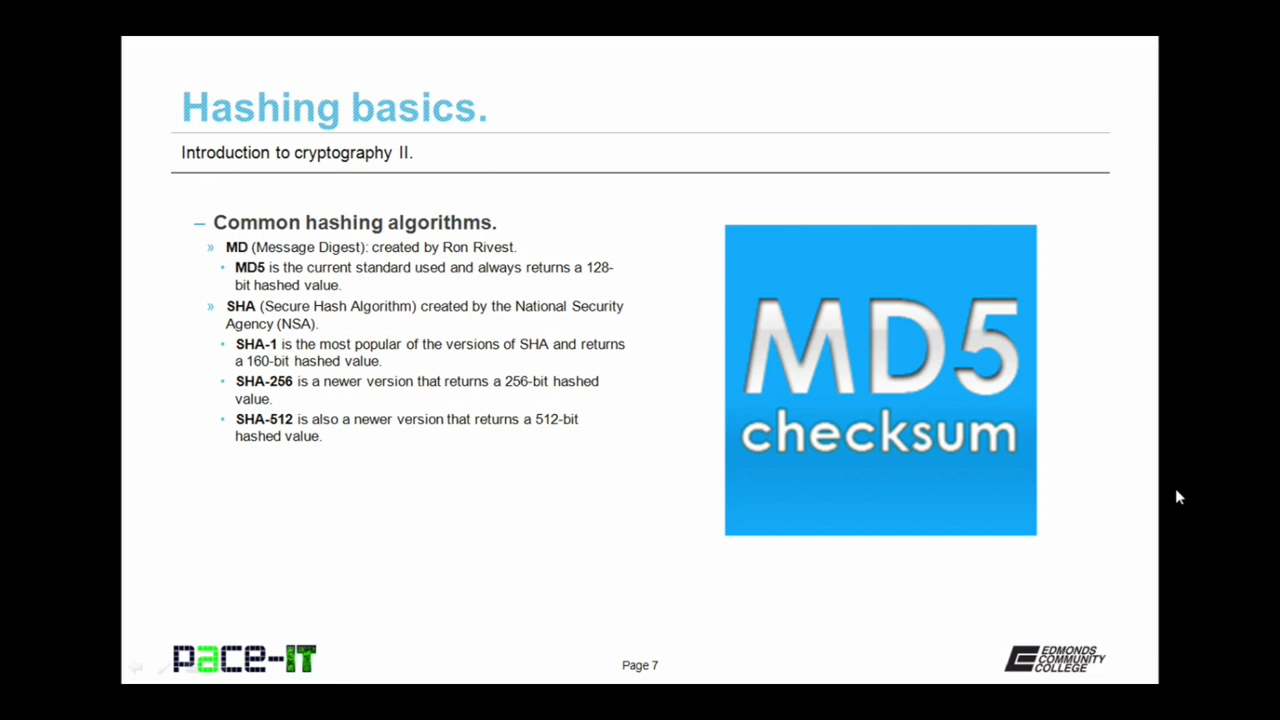 Hashing basics.
Introduction to cryptography II.
– Common hashing algorithms.
» MD (Message Digest): created by Ron Rivest.
• MD5 is the current standard used and always returns a 128-
bit hashed value.
» SHA (Secure Hash Algorithm) created by the National Security
Agency (NSA).
• SHA-1 is the most popular of the versions of SHA and returns
a 160-bit hashed value.
• SHA-256 is a newer version that returns a 256-bit hashed
value.
• SHA-512 is also a newer version that returns a 512-bit
hashed value.
MD5
checksum
pace-IT
Page 7
EDMONDS
COMMUNITY
COLLEGE